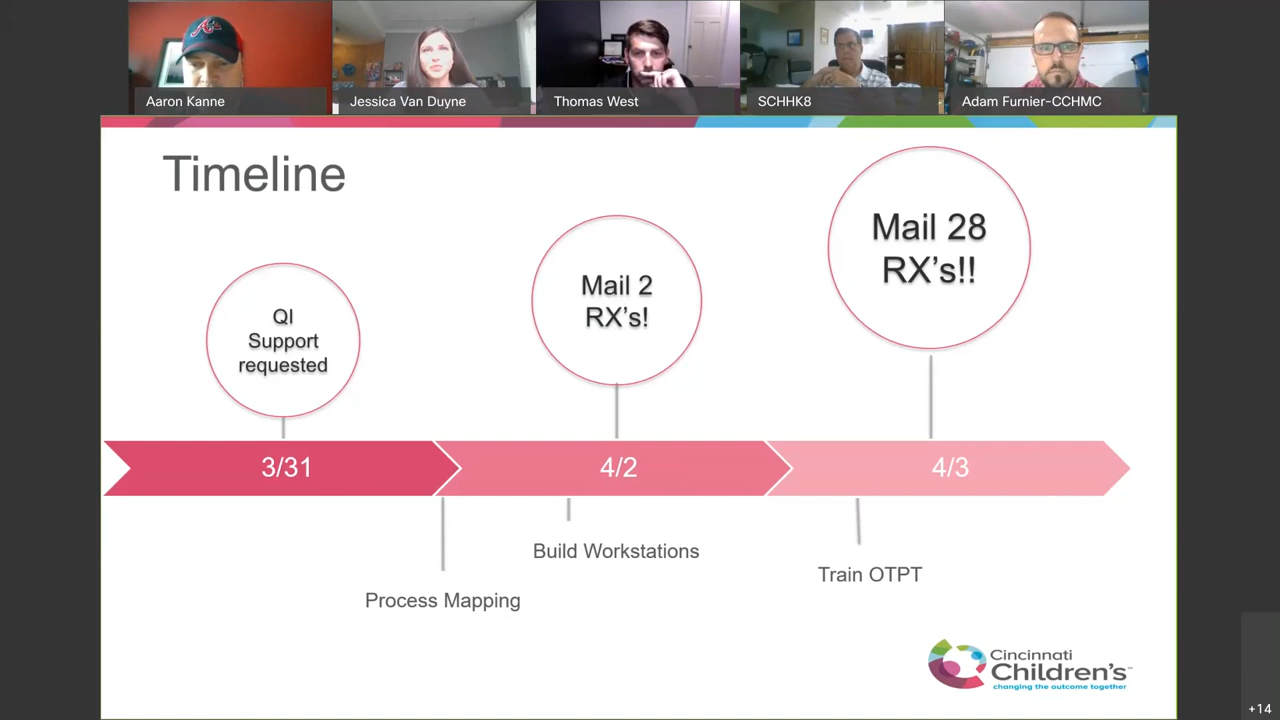 Aaron Kanne
Jessica Van Duyne
Thomas West
SCHHK8
Adam Furnier-CCHMC
Timeline
QI
Support
requested
Mail 2
RX's!
Mail 28
RX's!!
3/31
4/2
4/3
Build Workstations
Train OTPT
Process Mapping
Cincinnati
Children's™
changing the outcome together
+14